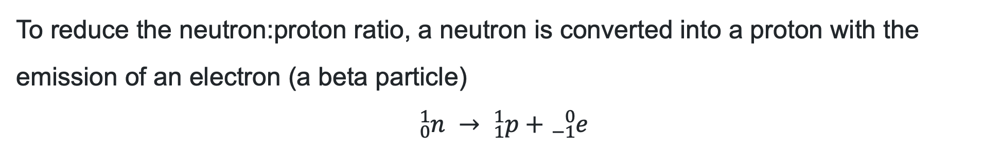 To reduce the neutron:proton ratio, a neutron is converted into a proton with the
emission of an electron (a beta particle)
¹₀n → ¹₁p + ⁰₋₁e